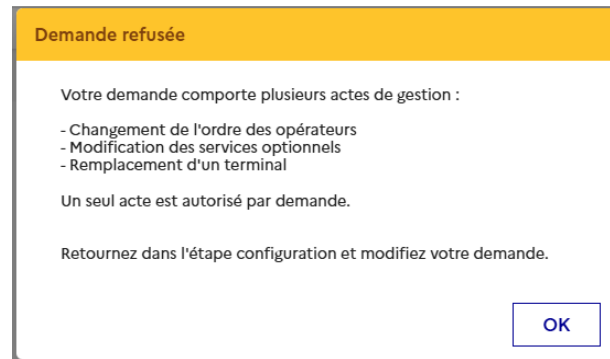 Demande refusée
Votre demande comporte plusieurs actes de gestion :
- Changement de l'ordre des opérateurs
- Modification des services optionnels
- Remplacement d'un terminal
Un seul acte est autorisé par demande.
Retournez dans l'étape configuration et modifiez votre demande.
OK